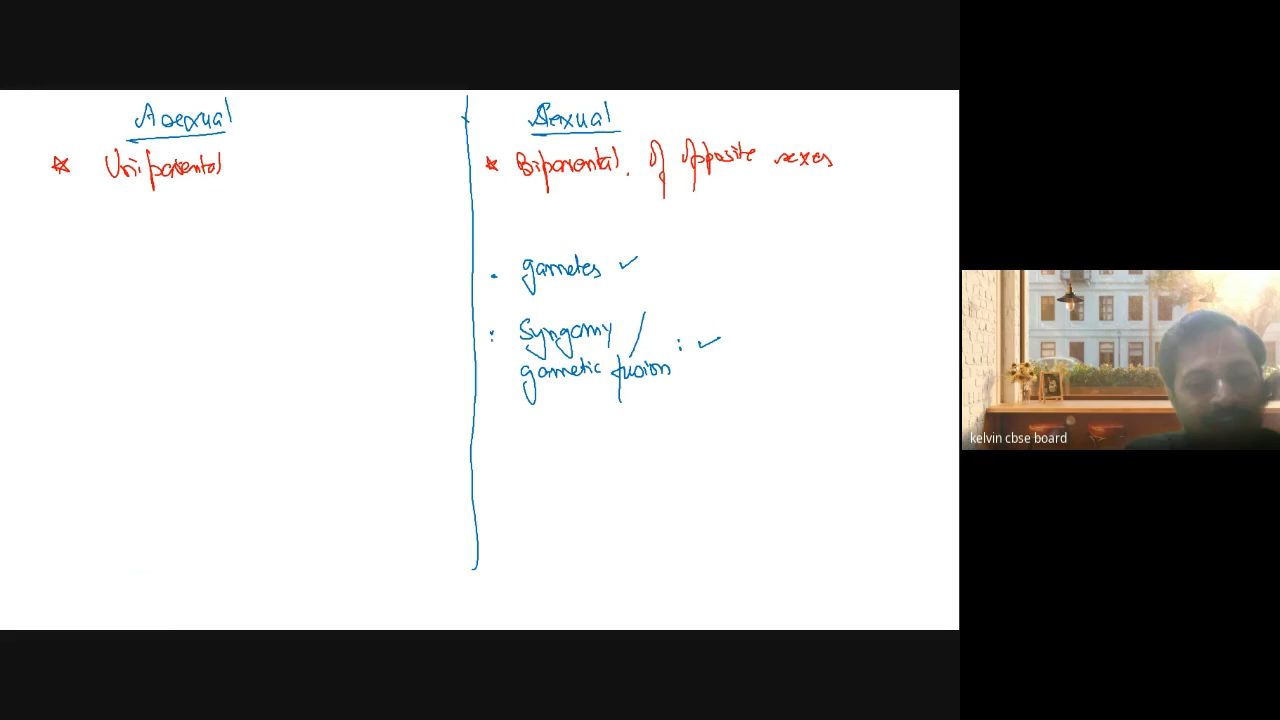 Asexual
Sexual
* Uniparental
* Biparental. Of opposite sexes
• gametes ✓
: Syngamy /
gametic fusion : ✓
kelvin cbse board